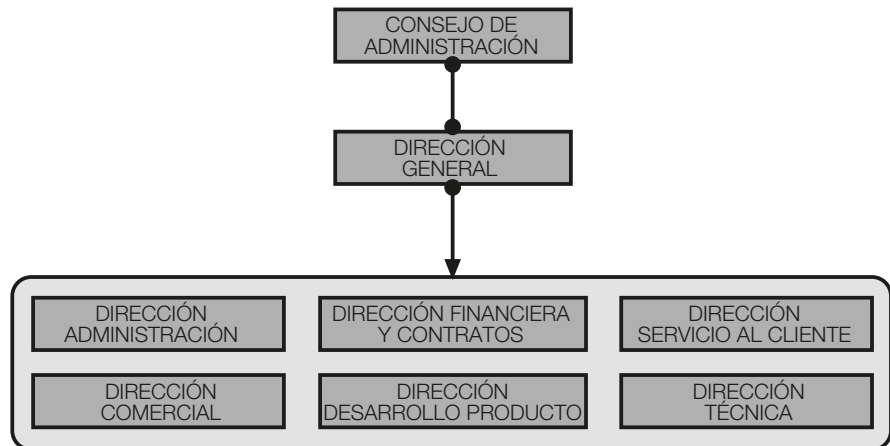 CONSEJO DE
ADMINISTRACIÓN
DIRECCIÓN
GENERAL
DIRECCIÓN
ADMINISTRACIÓN
DIRECCIÓN FINANCIERA
Y CONTRATOS
DIRECCIÓN
SERVICIO AL CLIENTE
DIRECCIÓN
COMERCIAL
DIRECCIÓN
DESARROLLO PRODUCTO
DIRECCIÓN
TÉCNICA